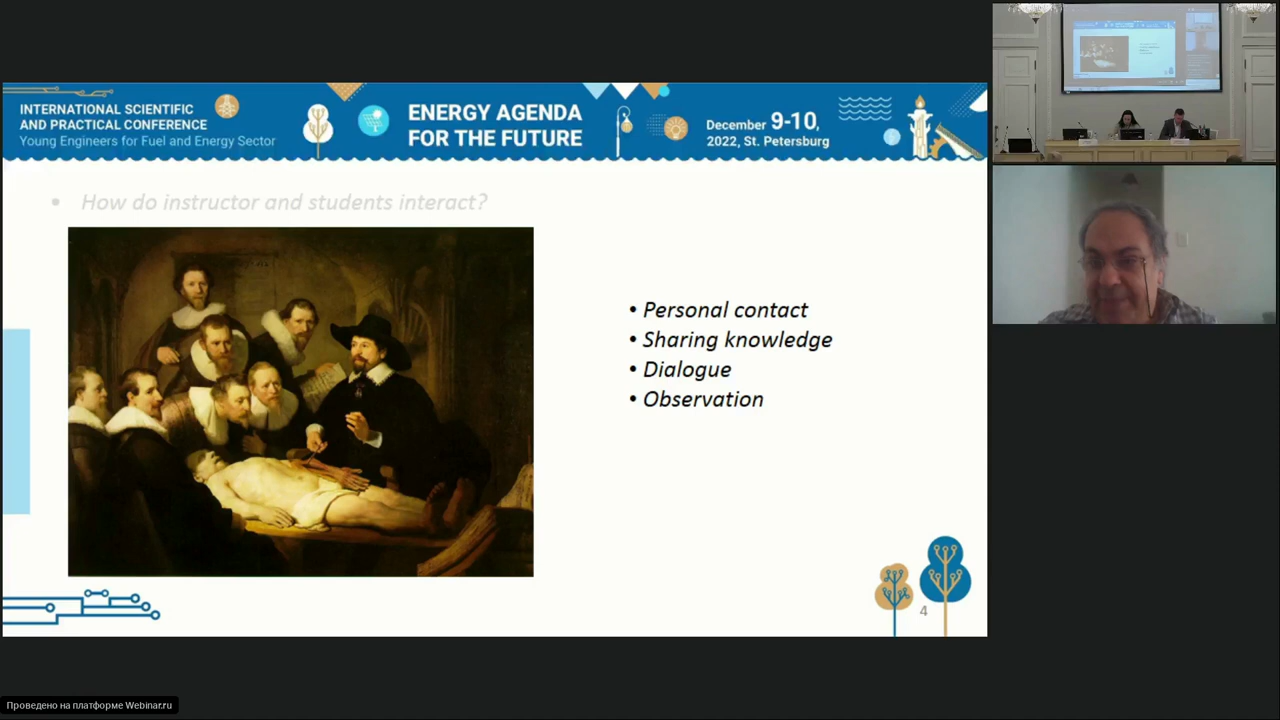 INTERNATIONAL SCIENTIFIC
AND PRACTICAL CONFERENCE
Young Engineers for Fuel and Energy Sector
ENERGY AGENDA
FOR THE FUTURE
December 9-10,
2022, St. Petersburg
• How do instructor and students interact?
• Personal contact
• Sharing knowledge
• Dialogue
• Observation
4
Проведено на платформе Webinar.ru